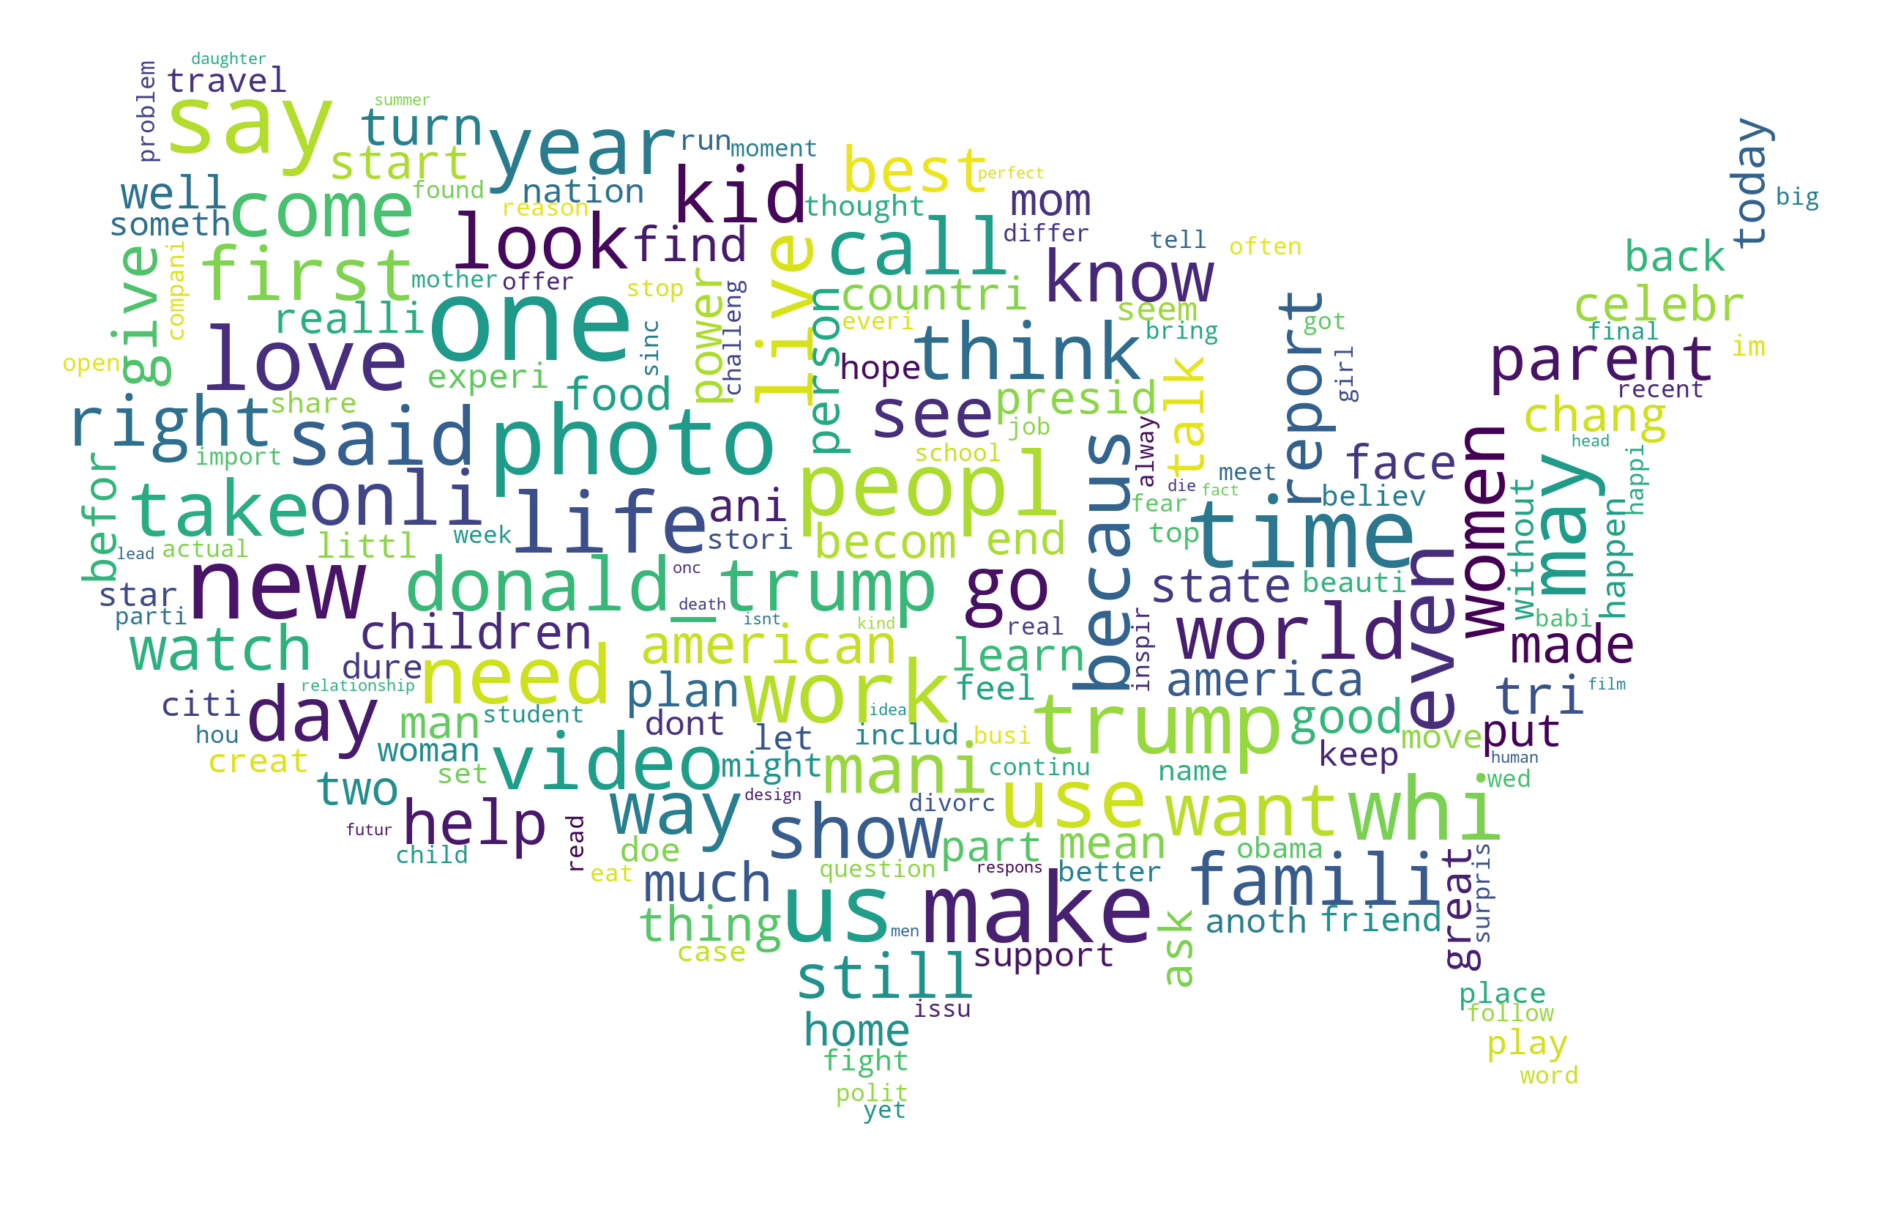 daughter
travel
problem
summer
say
turn
year
run
moment
start
best
perfect
today
big
well
nation
found
kid
mom
someth
come
reason
thought
look
find
live
call
differ
tell
often
back
give
compani
first
mother
offer
stop
power
challeng
person
countri
know
celebr
realli
one
sinc
everi
think
seem
bring
report
got
final
parent
im
open
love
experi
food
hope
talk
girl
recent
right
share
said
photo
see
presid
job
chang
import
school
peopl
becaus
alway
meet
face
women
may
head
happi
befor
take
onli
life
ani
die
fact
believ
fear
time
without
happen
lead
actual
littl
week
stori
becom
end
top
new
donald_trump
onc
go
state
beauti
even
star
parti
death
isnt
kind
real
inspir
world
babi
watch
children
american
learn
made
dure
need
work
feel
america
tri
film
relationship
plan
citi
day
man
student
dont
idea
trump
good
put
hou
woman
let
includ
busi
move
creat
set
video
might
mani
continu
name
keep
human
two
design
way
divorc
use
want
whi
wed
futur
help
read
show
part
mean
obama
child
doe
eat
much
question
respons
better
famili
great
surpris
thing
us
men
make
ask
anoth
friend
case
support
still
issu
place
follow
home
play
fight
word
polit
yet